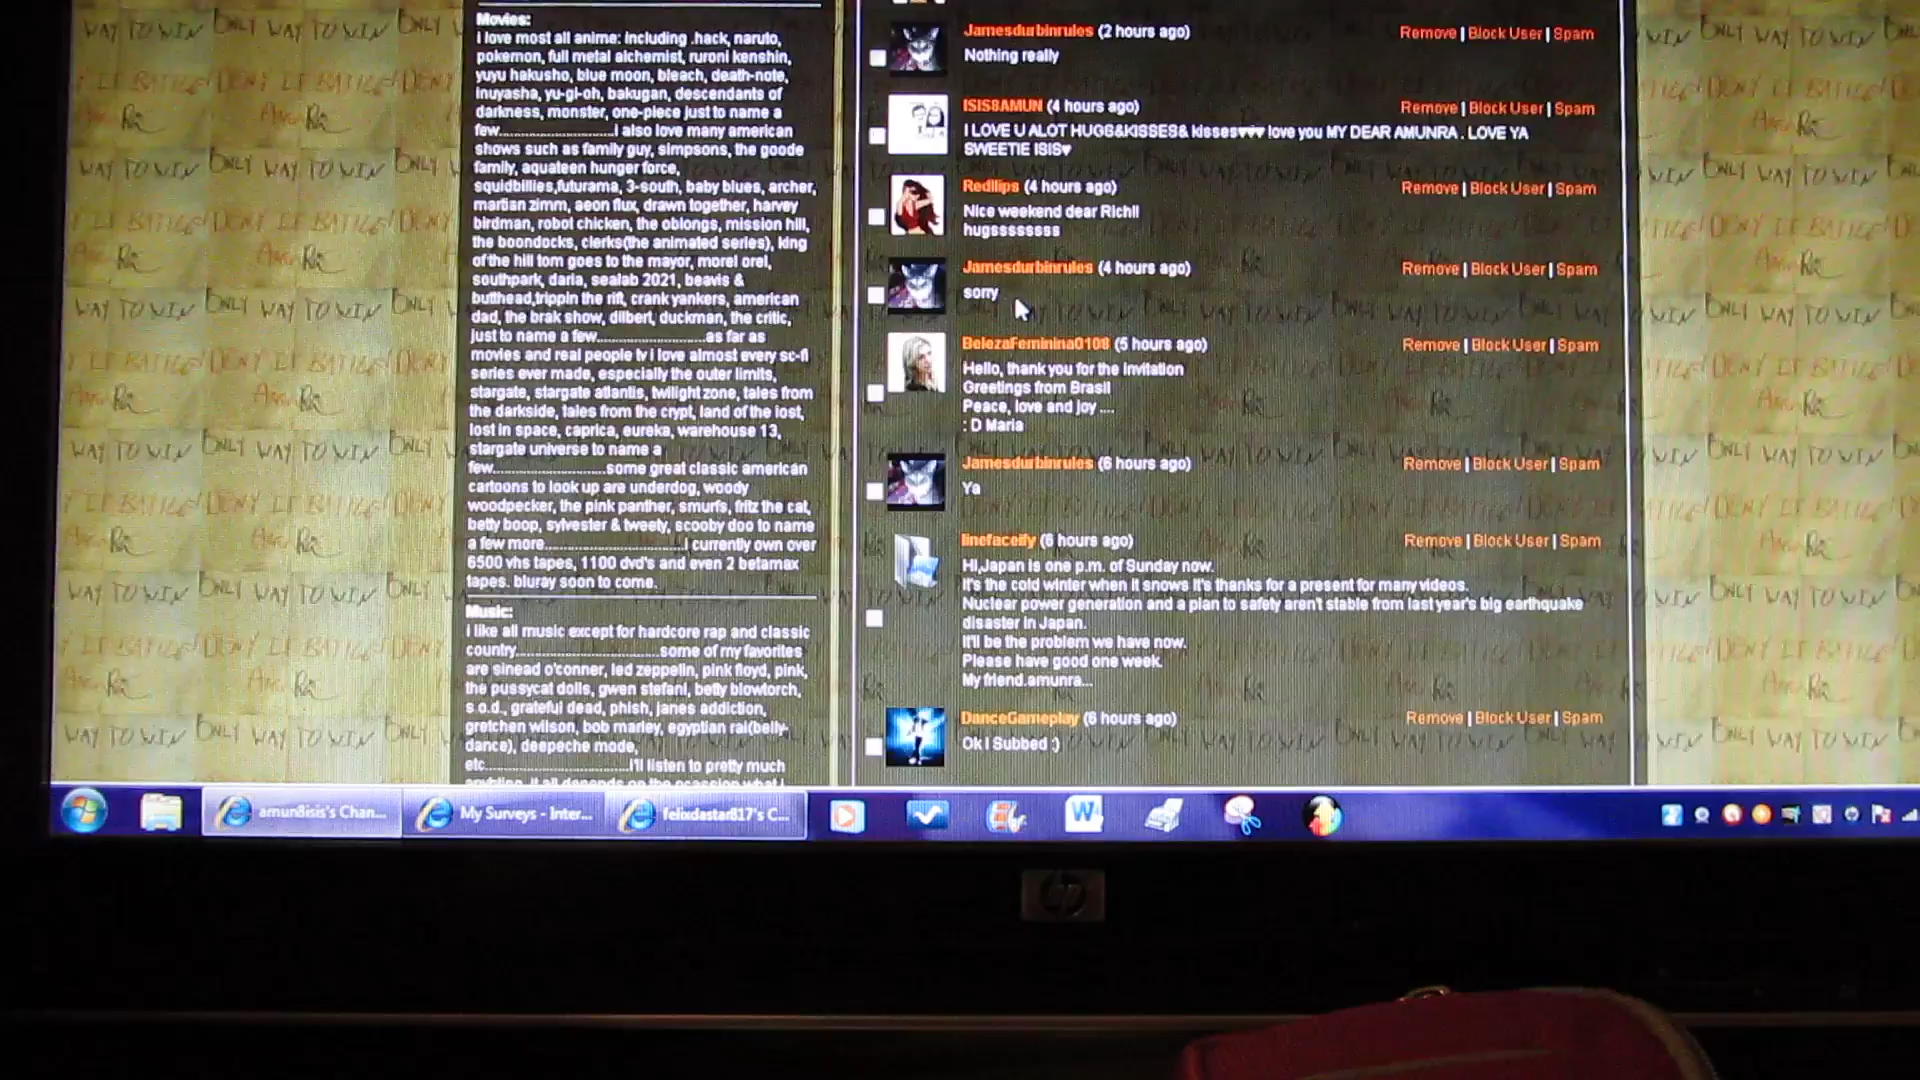 Movies:
i love most all anime: including .hack, naruto,
pokemon, full metal alchemist, ruroni kenshin,
yuyu hakusho, blue moon, bleach, death-note,
inuyasha, yu-gi-oh, bakugan, descendants of
darkness, monster, one-piece just to name a
few..................................i also love many american
shows such as family guy, simpsons, the goode
family, aquateen hunger force,
squidbillies,futurama, 3-south, baby blues, archer,
martian zimm, aeon flux, drawn together, harvey
birdman, robot chicken, the oblongs, mission hill,
the boondocks, clerks(the animated series), king
of the hill tom goes to the mayor, morel orel,
southpark, daria, sealab 2021, beavis &
butthead,trippin the rift, crank yankers, american
dad, the brak show, dilbert, duckman, the critic,
just to name a few................................as far as
movies and real people tv i love almost every sc-fi
series ever made, especially the outer limits,
stargate, stargate atlantis, twilight zone, tales from
the darkside, tales from the crypt, land of the lost,
lost in space, caprica, eureka, warehouse 13,
stargate universe to name a
few.................................some great classic american
cartoons to look up are underdog, woody
woodpecker, the pink panther, smurfs, fritz the cat,
betty boop, sylvester & tweety, scooby doo to name
a few more..........................................i currently own over
6500 vhs tapes, 1100 dvd's and even 2 betamax
tapes. bluray soon to come.
Music:
i like all music except for hardcore rap and classic
country..........................................some of my favorites
are sinead o'conner, led zeppelin, pink floyd, pink,
the pussycat dolls, gwen stefani, betty blowtorch,
s.o.d., grateful dead, phish, janes addiction,
gretchen wilson, bob marley, egyptian rai(belly-
dance), deepeche mode,
etc.........................................i'll listen to pretty much
Jamesdurbinrules (2 hours ago) Remove | Block User | Spam
Nothing really
ISIS8AMUN (4 hours ago) Remove | Block User | Spam
I LOVE U ALOT HUGS&KISSES& kisses♥♥♥ love you MY DEAR AMUNRA . LOVE YA
SWEETIE ISIS♥
Redllips (4 hours ago) Remove | Block User | Spam
Nice weekend dear Rich!!
hugssssssss
Jamesdurbinrules (4 hours ago) Remove | Block User | Spam
sorry
BelezaFeminina0108 (5 hours ago) Remove | Block User | Spam
Hello, thank you for the invitation
Greetings from Brasil
Peace, love and joy ....
: D Maria
Jamesdurbinrules (6 hours ago) Remove | Block User | Spam
Ya
linefaceify (6 hours ago) Remove | Block User | Spam
Hi,Japan is one p.m. of Sunday now.
It's the cold winter when it snows It's thanks for a present for many videos.
Nuclear power generation and a plan to safety aren't stable from last year's big earthquake
disaster in Japan.
It'll be the problem we have now.
Please have good one week.
My friend.amunra...
DanceGameplay (6 hours ago) Remove | Block User | Spam
Ok I Subbed :)
amun8isis's Chan... My Surveys - Inter... felixdastar817's C...
hp
ONLY WAY TO WIN
DENY IT BATTLE!